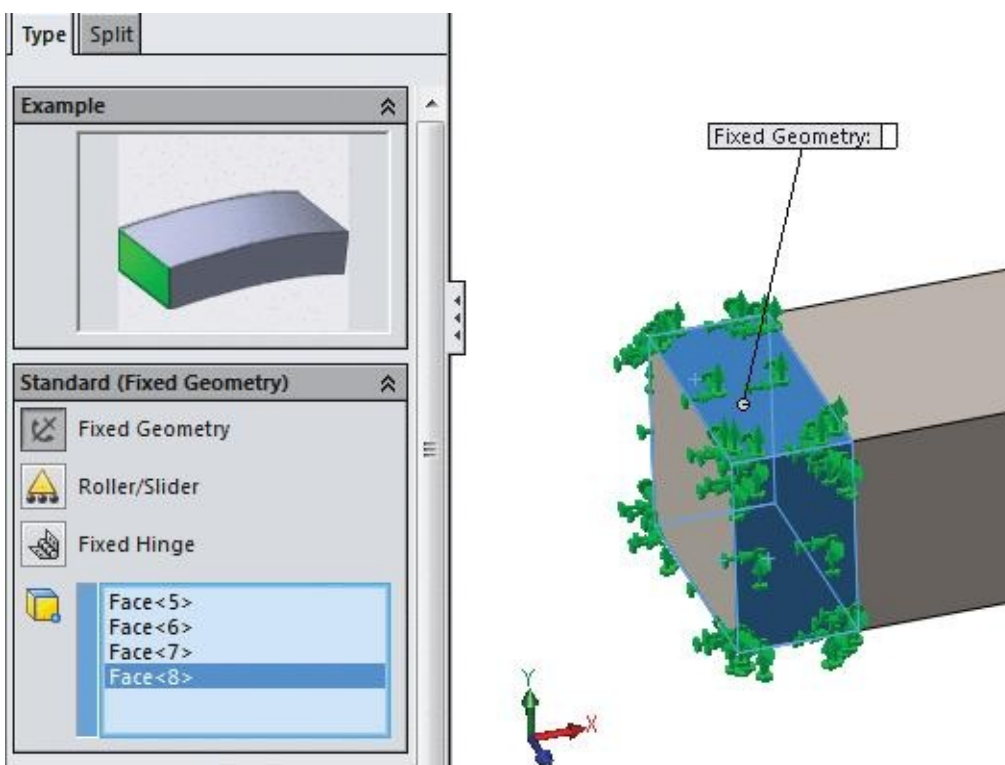 Type Split
Example
Fixed Geometry:
Standard (Fixed Geometry)
Fixed Geometry
Roller/Slider
Fixed Hinge
Face<5>
Face<6>
Face<7>
Face<8>
Y
X